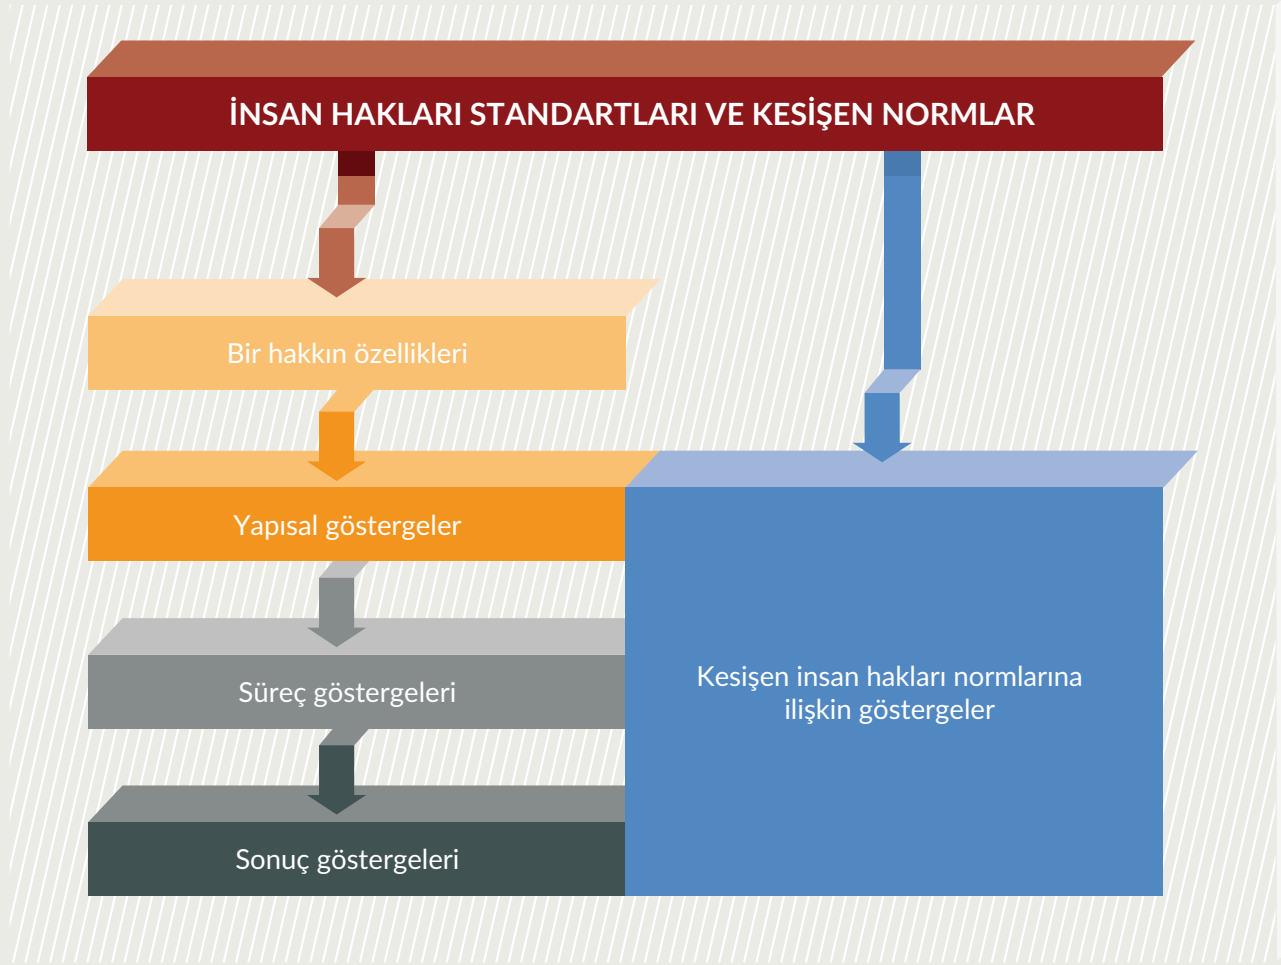 İNSAN HAKLARI STANDARTLARI VE KESİŞEN NORMLAR
Bir hakkın özellikleri
Yapısal göstergeler
Süreç göstergeleri
Sonuç göstergeleri
Kesişen insan hakları normlarına
ilişkin göstergeler